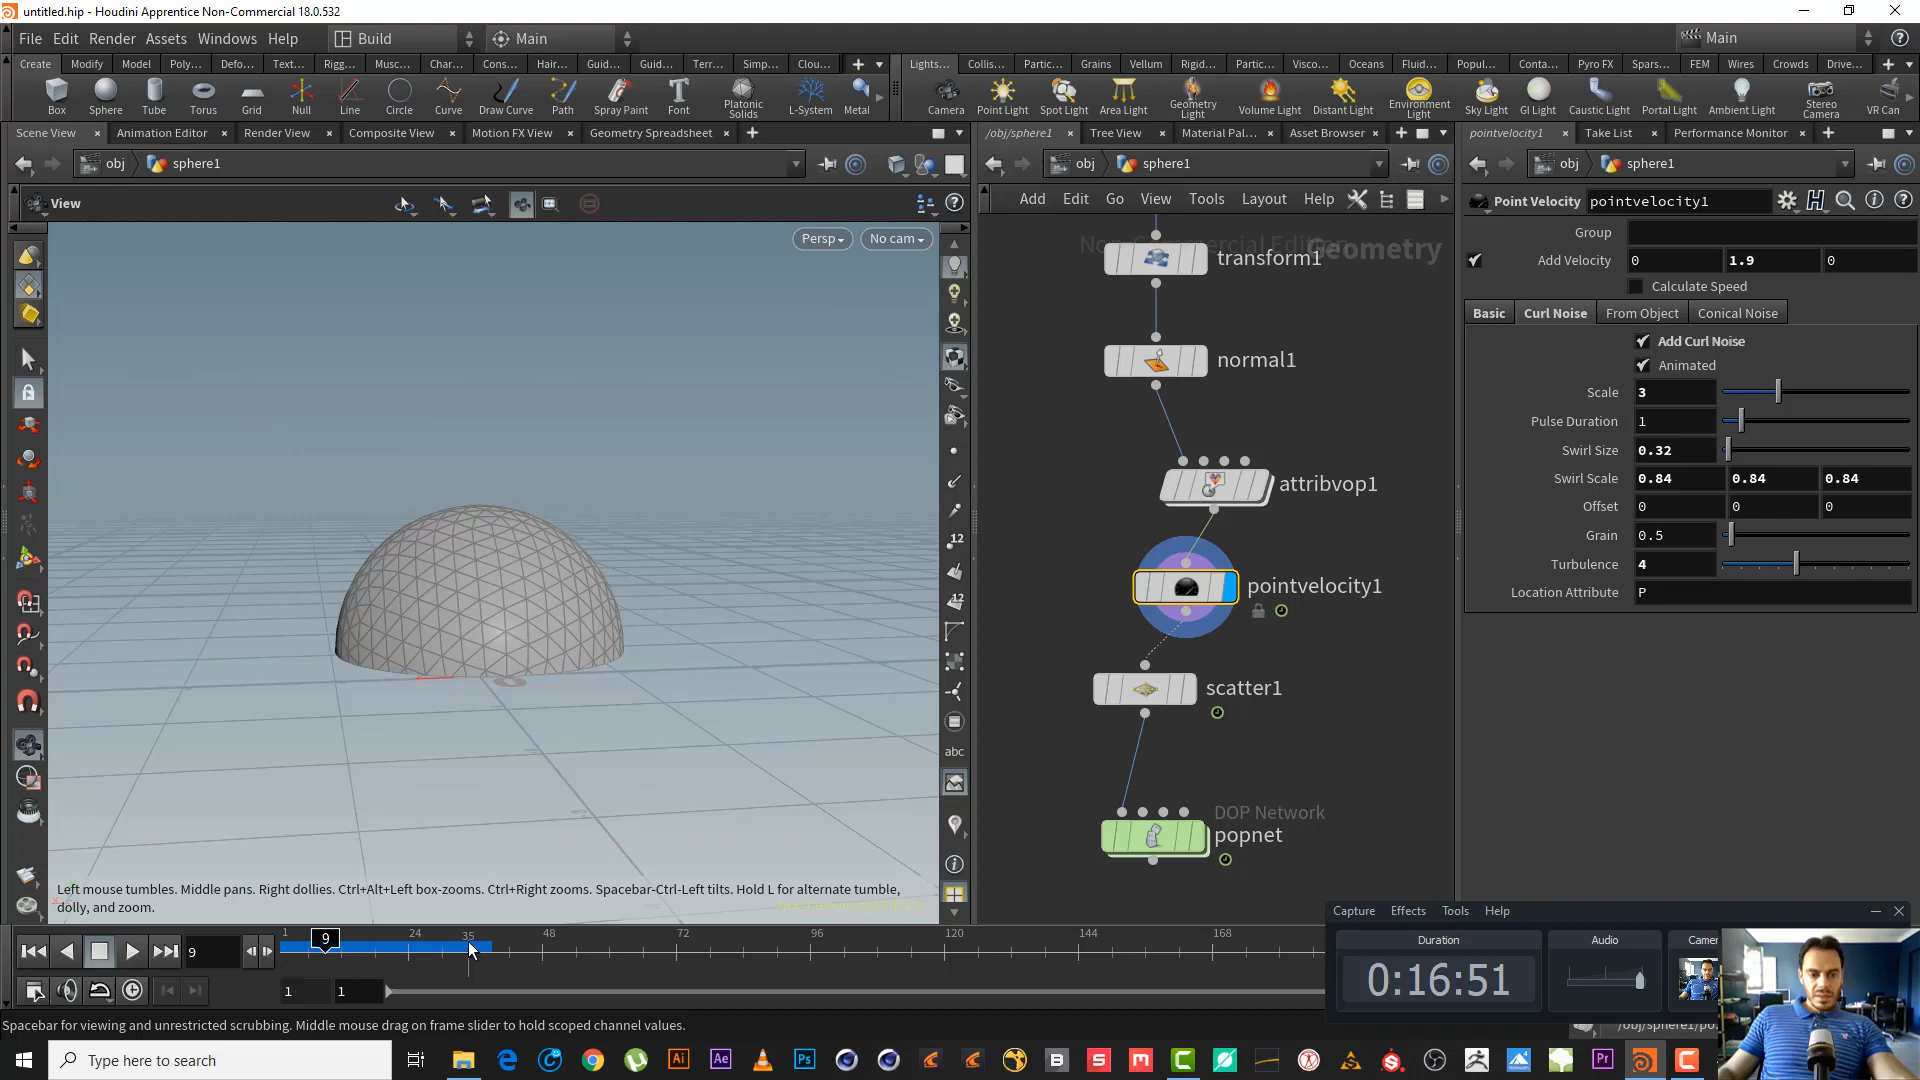 untitled.hip - Houdini Apprentice Non-Commercial 18.0.532
File Edit Render Assets Windows Help Build Main Main
Create Modify Model Poly... Defo... Text... Rigg... Musc... Char... Cons... Hair... Guid... Guid... Terr... Simp... Clou...
Lights... Collis... Partic... Grains Vellum Rigid... Partic... Visco... Oceans Fluid... Popul... Conta... Pyro FX Spars... FEM Wires Crowds Drive...
Box Sphere Tube Torus Grid Null Line Circle Curve Draw Curve Path Spray Paint Font Platonic Solids L-System Metal
Camera Point Light Spot Light Area Light Geometry Light Volume Light Distant Light Environment Light Sky Light GI Light Caustic Light Portal Light Ambient Light Stereo Camera VR Can
Scene View Animation Editor Render View Composite View Motion FX View Geometry Spreadsheet
/obj/sphere1 Tree View Material Pal... Asset Browser
pointvelocity1 Take List Performance Monitor
obj sphere1
obj sphere1
obj sphere1
View
Persp No cam
Add Edit Go View Tools Layout Help
Geometry
transform1
normal1
attribvop1
pointvelocity1
scatter1
DOP Network
popnet
Point Velocity pointvelocity1
Group
Add Velocity 0 1.9 0
Calculate Speed
Basic Curl Noise From Object Conical Noise
Add Curl Noise
Animated
Scale 3
Pulse Duration 1
Swirl Size 0.32
Swirl Scale 0.84 0.84 0.84
Offset 0 0 0
Grain 0.5
Turbulence 4
Location Attribute P
12
12
abc
Left mouse tumbles. Middle pans. Right dollies. Ctrl+Alt+Left box-zooms. Ctrl+Right zooms. Spacebar-Ctrl-Left tilts. Hold L for alternate tumble,
dolly, and zoom.
Capture Effects Tools Help
Duration Audio Camer
0:16:51
9 1 9 24 35 48 72 96 120 144 168
1 1
Spacebar for viewing and unrestricted scrubbing. Middle mouse drag on frame slider to hold scoped channel values.
/obj/sphere1/po
Type here to search